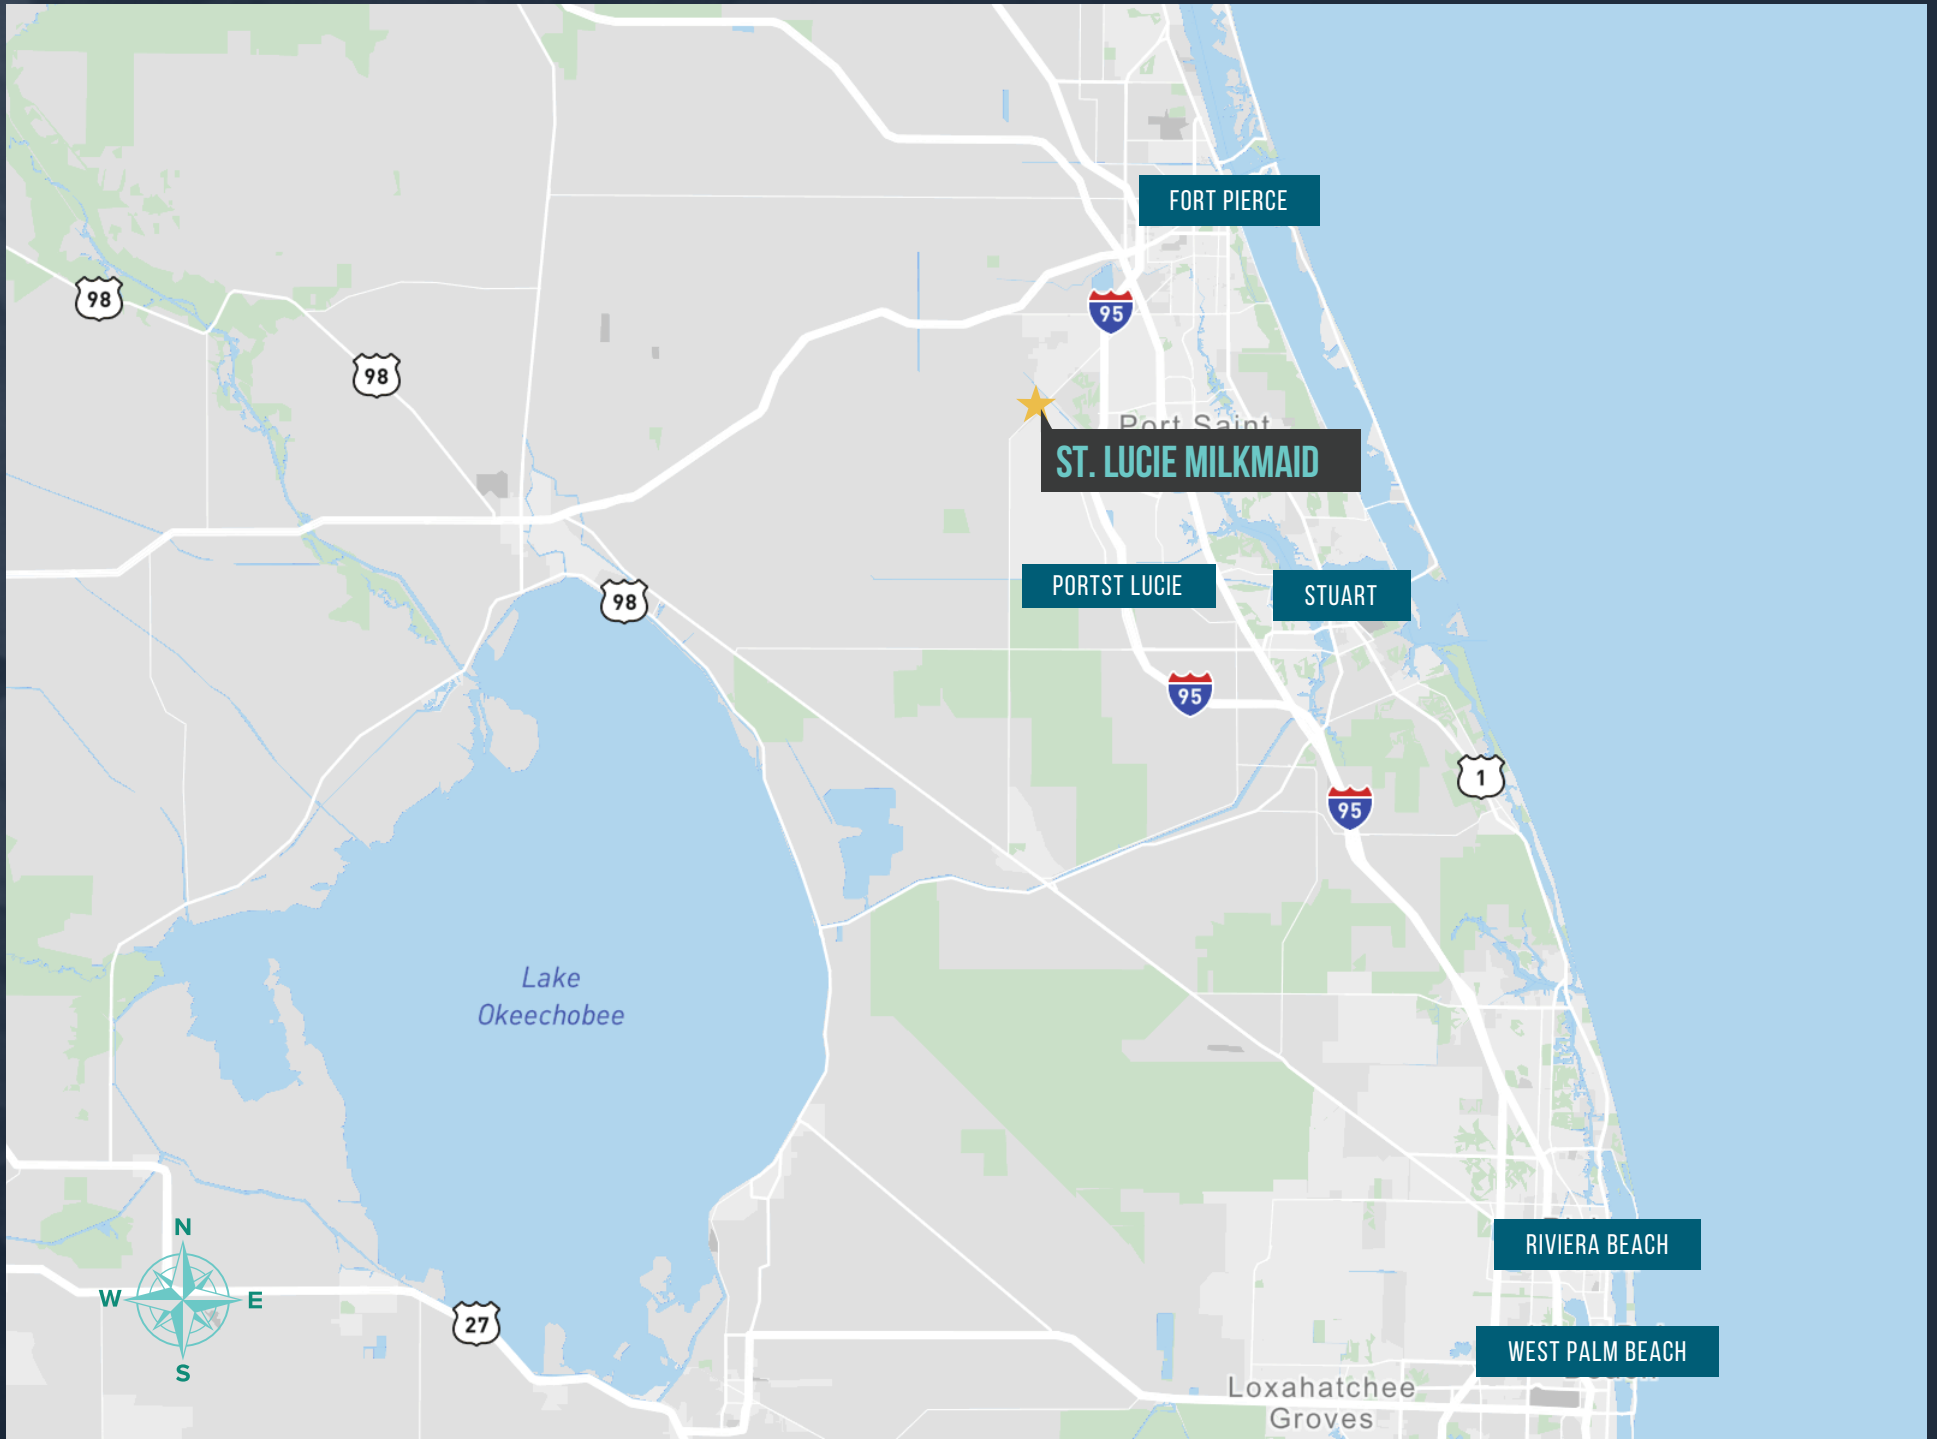 FORT PIERCE
98
95
98
Port Saint
ST. LUCIE MILKMAID
PORTST LUCIE
STUART
98
95
1
95
Lake
Okeechobee
N
W
E
S
27
RIVIERA BEACH
WEST PALM BEACH
Loxahatchee
Groves